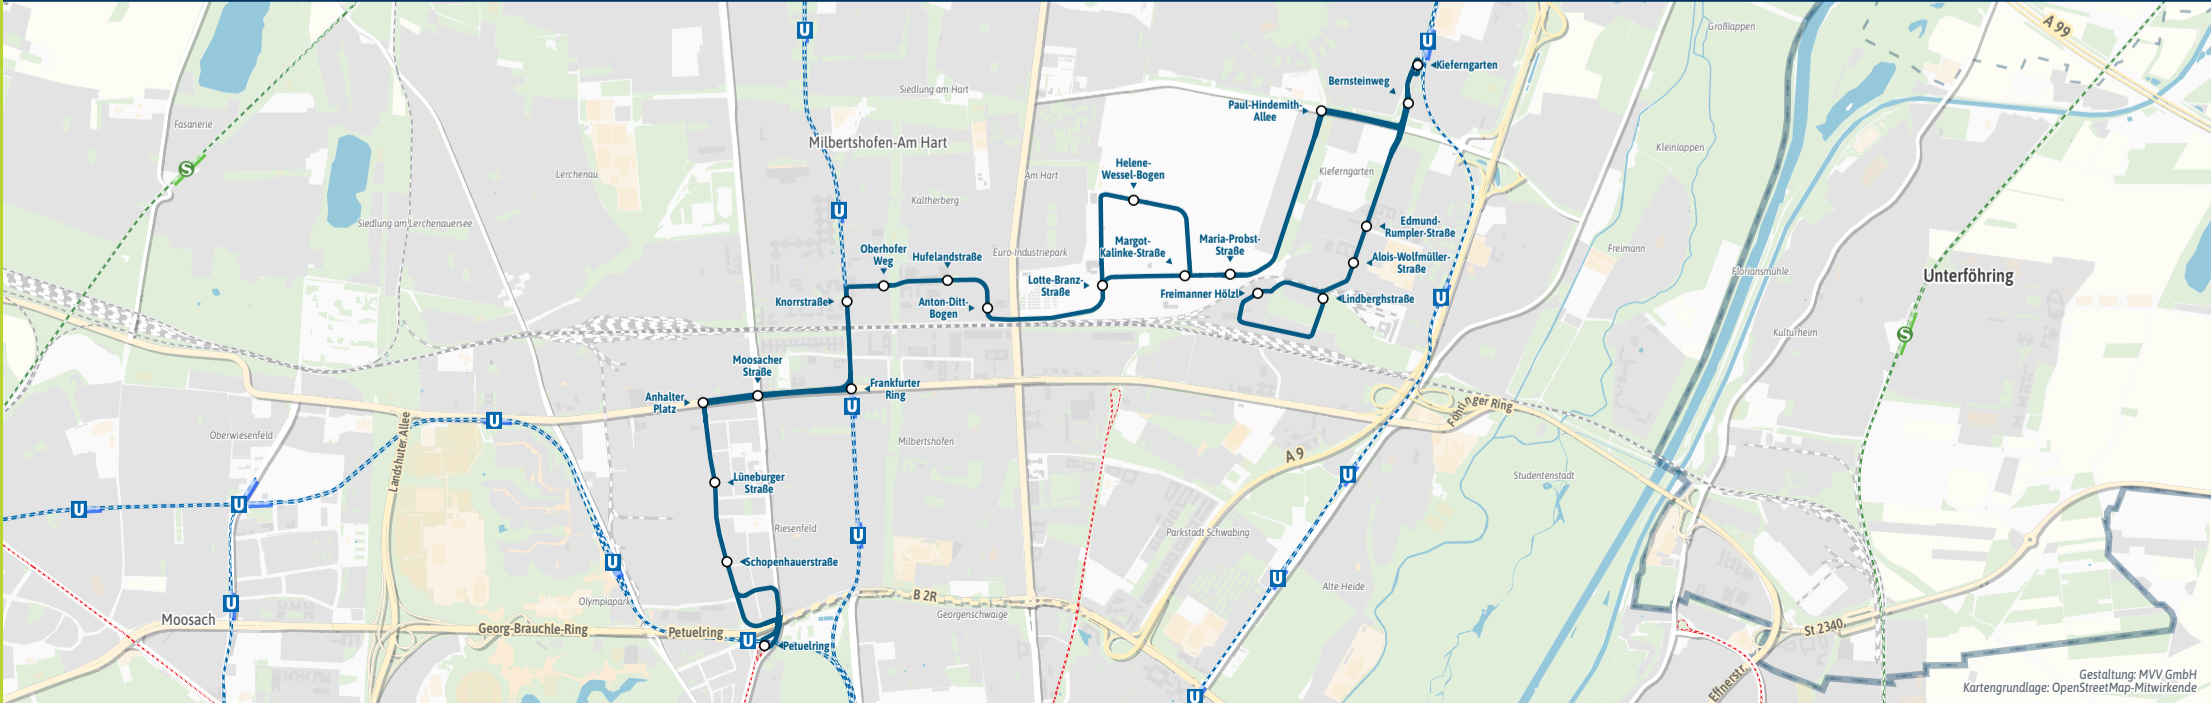 A 99
Großlappen
U
U
Kieferngarten
Bernsteinweg
Siedlung am Hart
Paul-Hindemith-
Allee
Fasanerie
Milbertshofen-Am Hart
Kleinlappen
S
Helene-
Wessel-Bogen
Lerchenau
Am Hart
Kieferngarten
Kaltherberg
U
Siedlung am Lerchenauersee
Edmund-
Rumpler-Straße
Margot-
Kalinke-Straße
Maria-Probst-
Straße
Oberhofer
Weg
Hufelandstraße
Euro-Industriepark
Freimann
Alois-Wolfmüller-
Straße
Floriansmühle
Unterföhring
Lotte-Branz-
Straße
Freimanner Hölzl
Lindberghstraße
U
Knorrstraße
Anton-Ditt-
Bogen
Kulturheim
S
Moosacher
Straße
Frankfurter
Ring
Anhalter
Platz
U
Föhringer Ring
U
Landshuter Allee
Oberwiesenfeld
Milbertshofen
A 9
U
Studentenstadt
Lüneburger
Straße
U
U
Riesenfeld
Parkstadt Schwabing
U
Schopenhauerstraße
U
U
Alte Heide
Olympiapark
U
B 2R
Georgenschwaige
Moosach
Georg-Brauchle-Ring
Petuelring
U
Petuelring
St 2340
Effnerstr.
U
Gestaltung: MVV GmbH
Kartengrundlage: OpenStreetMap-Mitwirkende